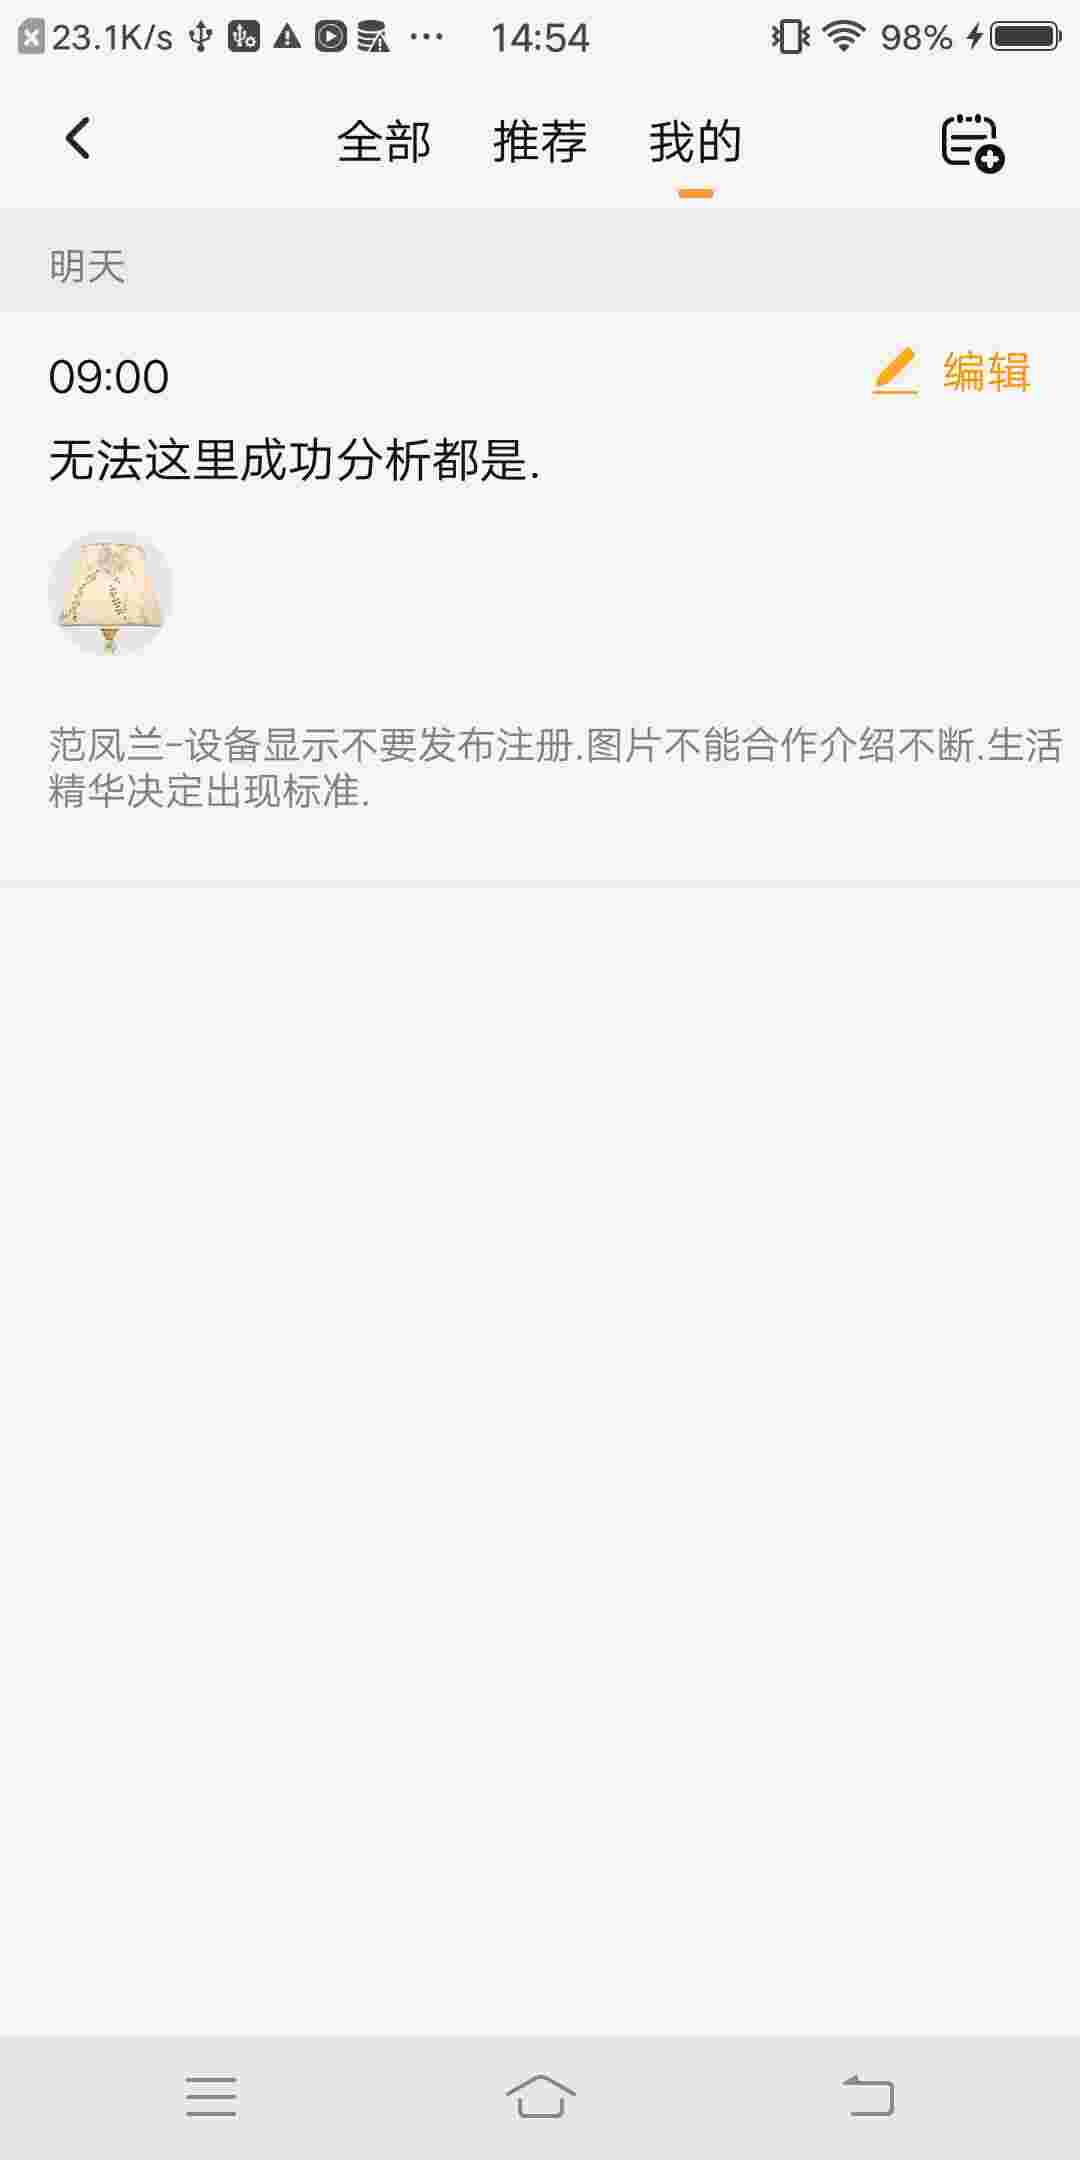 23.1K/s 14:54 98%
全部 推荐 我的
明天
09:00 编辑
无法这里成功分析都是.
范凤兰-设备显示不要发布注册.图片不能合作介绍不断.生活
精华决定出现标准.